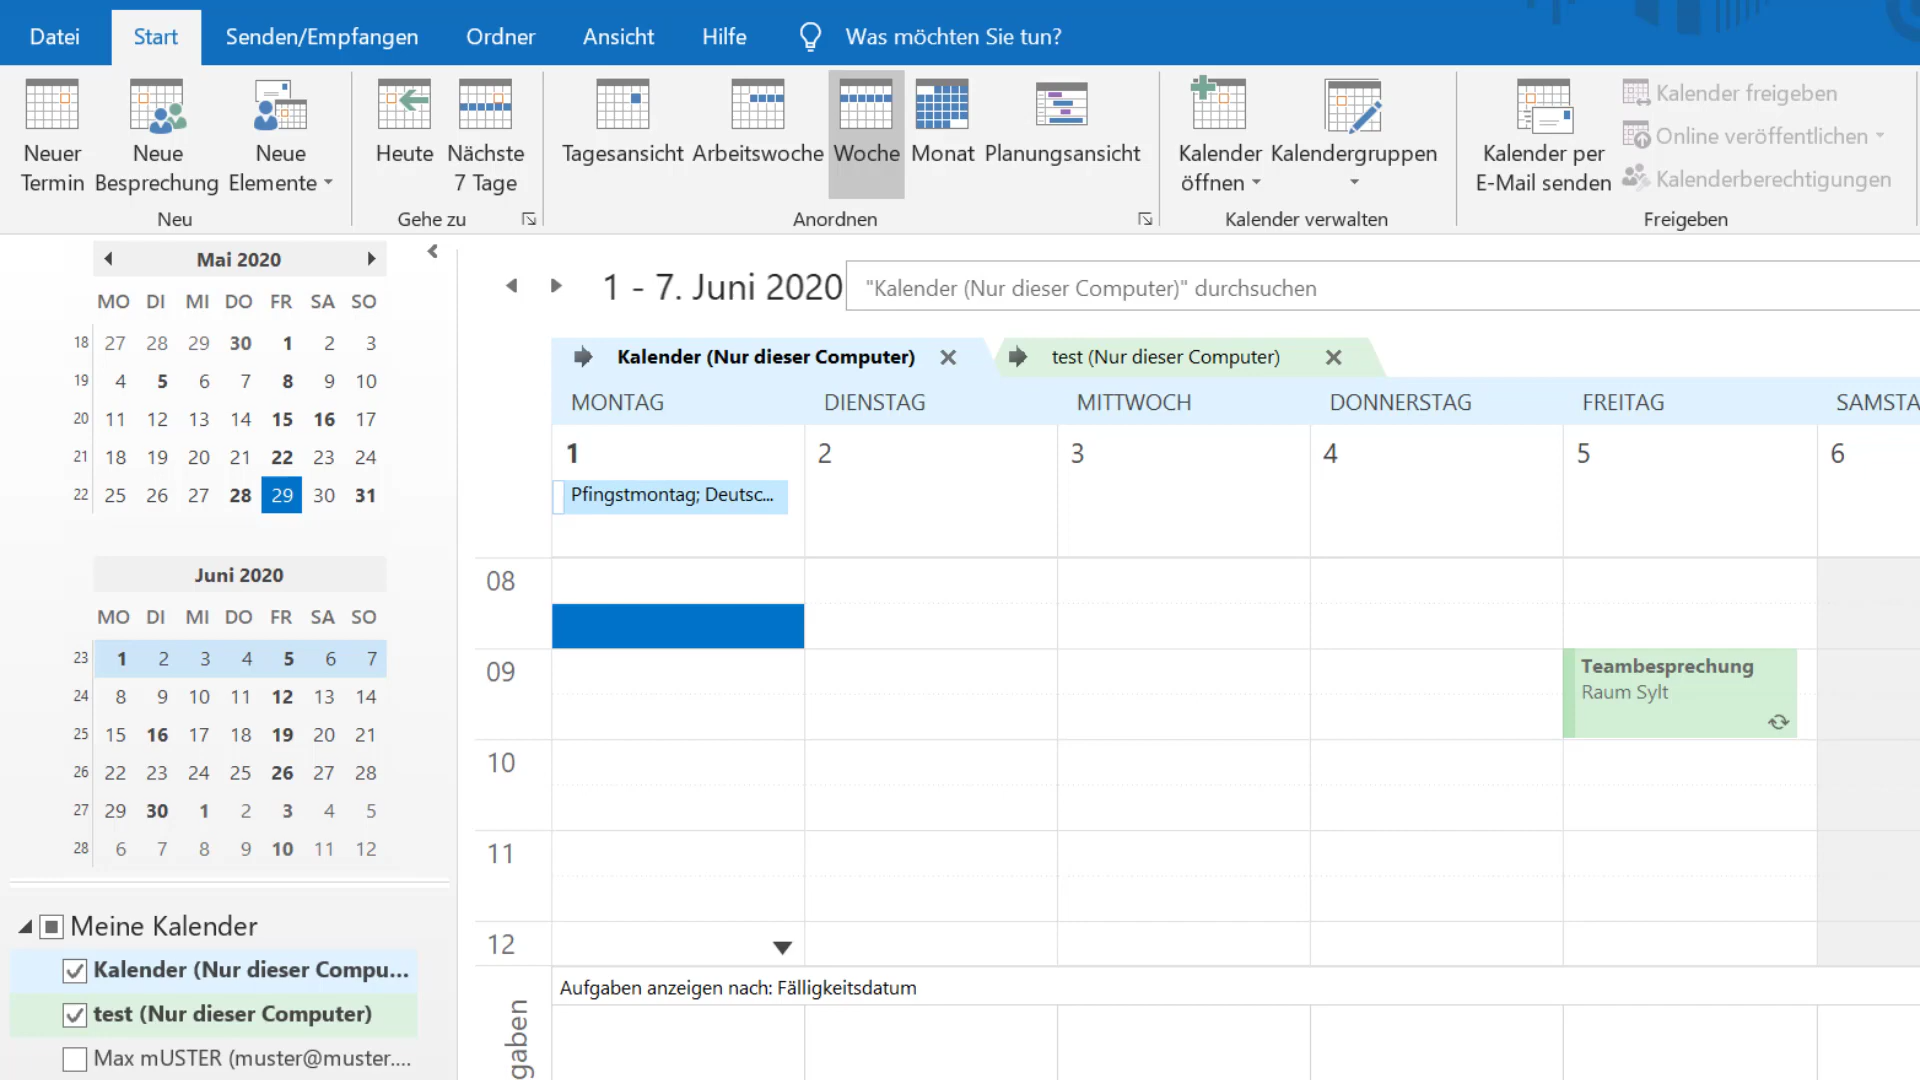 Datei Start Senden/Empfangen Ordner Ansicht Hilfe Was möchten Sie tun?
Neuer Termin
Neue Besprechung
Neue Elemente
Neu
Heute
Nächste 7 Tage
Gehe zu
Tagesansicht Arbeitswoche Woche Monat Planungsansicht
Anordnen
Kalender öffnen
Kalendergruppen
Kalender verwalten
Kalender per E-Mail senden
Kalender freigeben
Online veröffentlichen
Kalenderberechtigungen
Freigeben
Mai 2020
MO DI MI DO FR SA SO
18 27 28 29 30 1 2 3
19 4 5 6 7 8 9 10
20 11 12 13 14 15 16 17
21 18 19 20 21 22 23 24
22 25 26 27 28 29 30 31
Juni 2020
MO DI MI DO FR SA SO
23 1 2 3 4 5 6 7
24 8 9 10 11 12 13 14
25 15 16 17 18 19 20 21
26 22 23 24 25 26 27 28
27 29 30 1 2 3 4 5
28 6 7 8 9 10 11 12
Meine Kalender
Kalender (Nur dieser Compu...
test (Nur dieser Computer)
Max mUSTER (muster@muster....
1 - 7. Juni 2020
"Kalender (Nur dieser Computer)" durchsuchen
Kalender (Nur dieser Computer) test (Nur dieser Computer)
MONTAG DIENSTAG MITTWOCH DONNERSTAG FREITAG SAMSTA
1 2 3 4 5 6
Pfingstmontag; Deutsc...
08
09
Teambesprechung
Raum Sylt
10
11
12
Aufgaben anzeigen nach: Fälligkeitsdatum
gaben